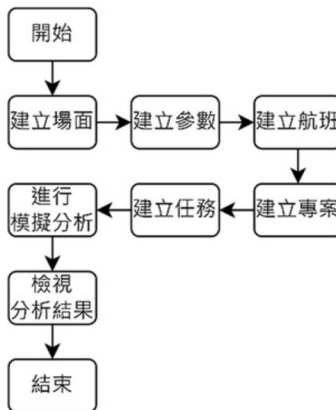 開始
建立場面
建立參數
建立航班
建立專案
建立任務
進行
模擬分析
檢視
分析結果
結束